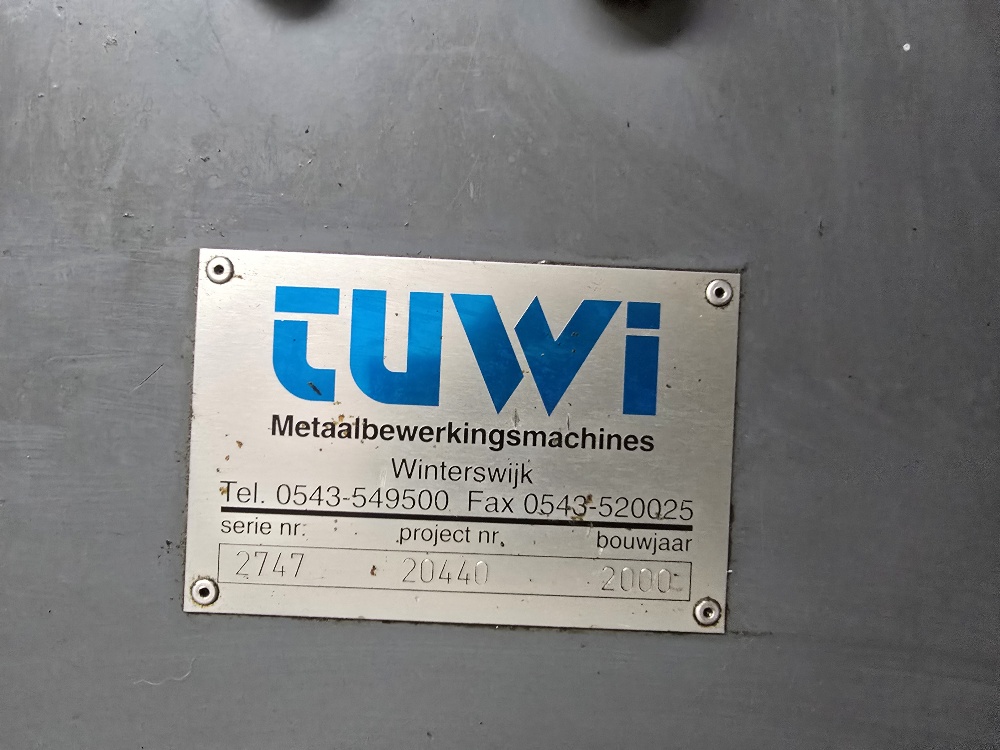 tuwi
Metaalbewerkingsmachines
Winterswijk
Tel. 0543-549500 Fax 0543-520025
serie nr. project nr. bouwjaar
2747 20440 2000